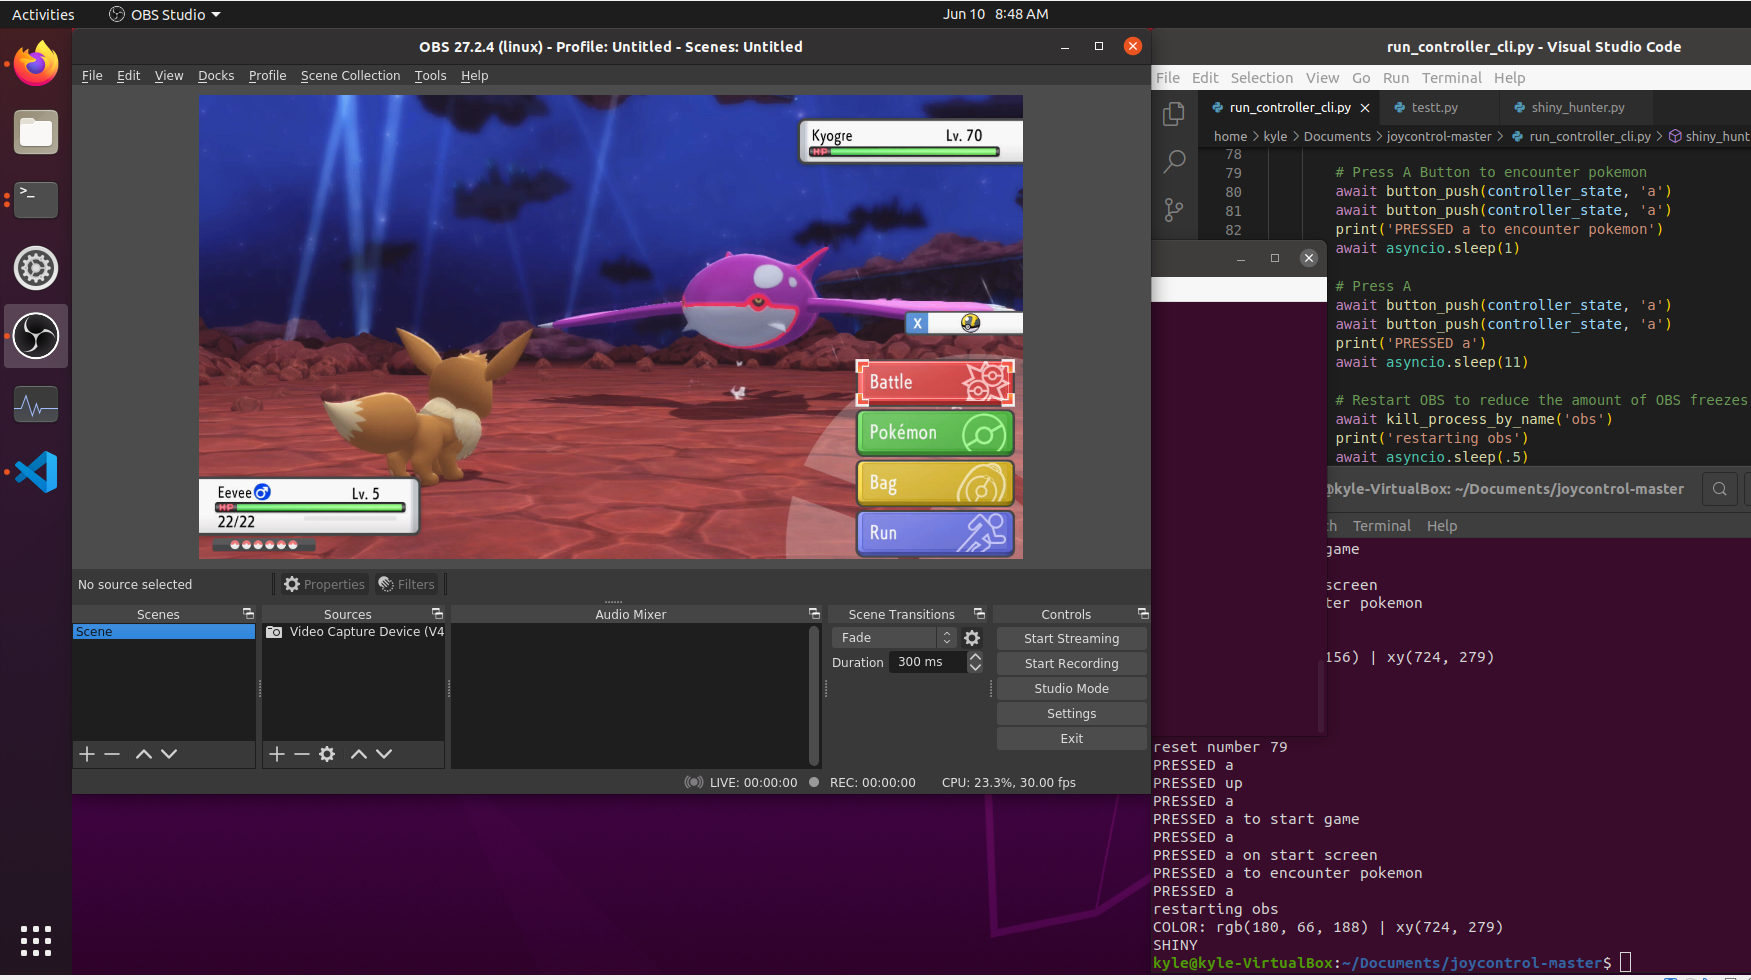 Activities
OBS Studio
Jun 10 8:48 AM
OBS 27.2.4 (linux) - Profile: Untitled - Scenes: Untitled
File Edit View Docks Profile Scene Collection Tools Help
Kyogre Lv. 70
HP
X
Battle
Pokémon
Bag
Run
Eevee♂ Lv. 5
HP
22/22
No source selected
Properties
Filters
Scenes
Scene
Sources
Video Capture Device (V4
Audio Mixer
Scene Transitions
Fade
Duration 300 ms
Controls
Start Streaming
Start Recording
Studio Mode
Settings
Exit
LIVE: 00:00:00
REC: 00:00:00
CPU: 23.3%, 30.00 fps
run_controller_cli.py - Visual Studio Code
File Edit Selection View Go Run Terminal Help
run_controller_cli.py
testt.py
shiny_hunter.py
home > kyle > Documents > joycontrol-master > run_controller_cli.py > shiny_hunt
78
79 # Press A Button to encounter pokemon
80 await button_push(controller_state, 'a')
81 await button_push(controller_state, 'a')
82 print('PRESSED a to encounter pokemon')
await asyncio.sleep(1)
# Press A
await button_push(controller_state, 'a')
await button_push(controller_state, 'a')
print('PRESSED a')
await asyncio.sleep(11)
# Restart OBS to reduce the amount of OBS freezes
await kill_process_by_name('obs')
print('restarting obs')
await asyncio.sleep(.5)
@kyle-VirtualBox: ~/Documents/joycontrol-master
Terminal Help
game
screen
ter pokemon
156) | xy(724, 279)
reset number 79
PRESSED a
PRESSED up
PRESSED a
PRESSED a to start game
PRESSED a
PRESSED a on start screen
PRESSED a to encounter pokemon
PRESSED a
restarting obs
COLOR: rgb(180, 66, 188) | xy(724, 279)
SHINY
kyle@kyle-VirtualBox:~/Documents/joycontrol-master$